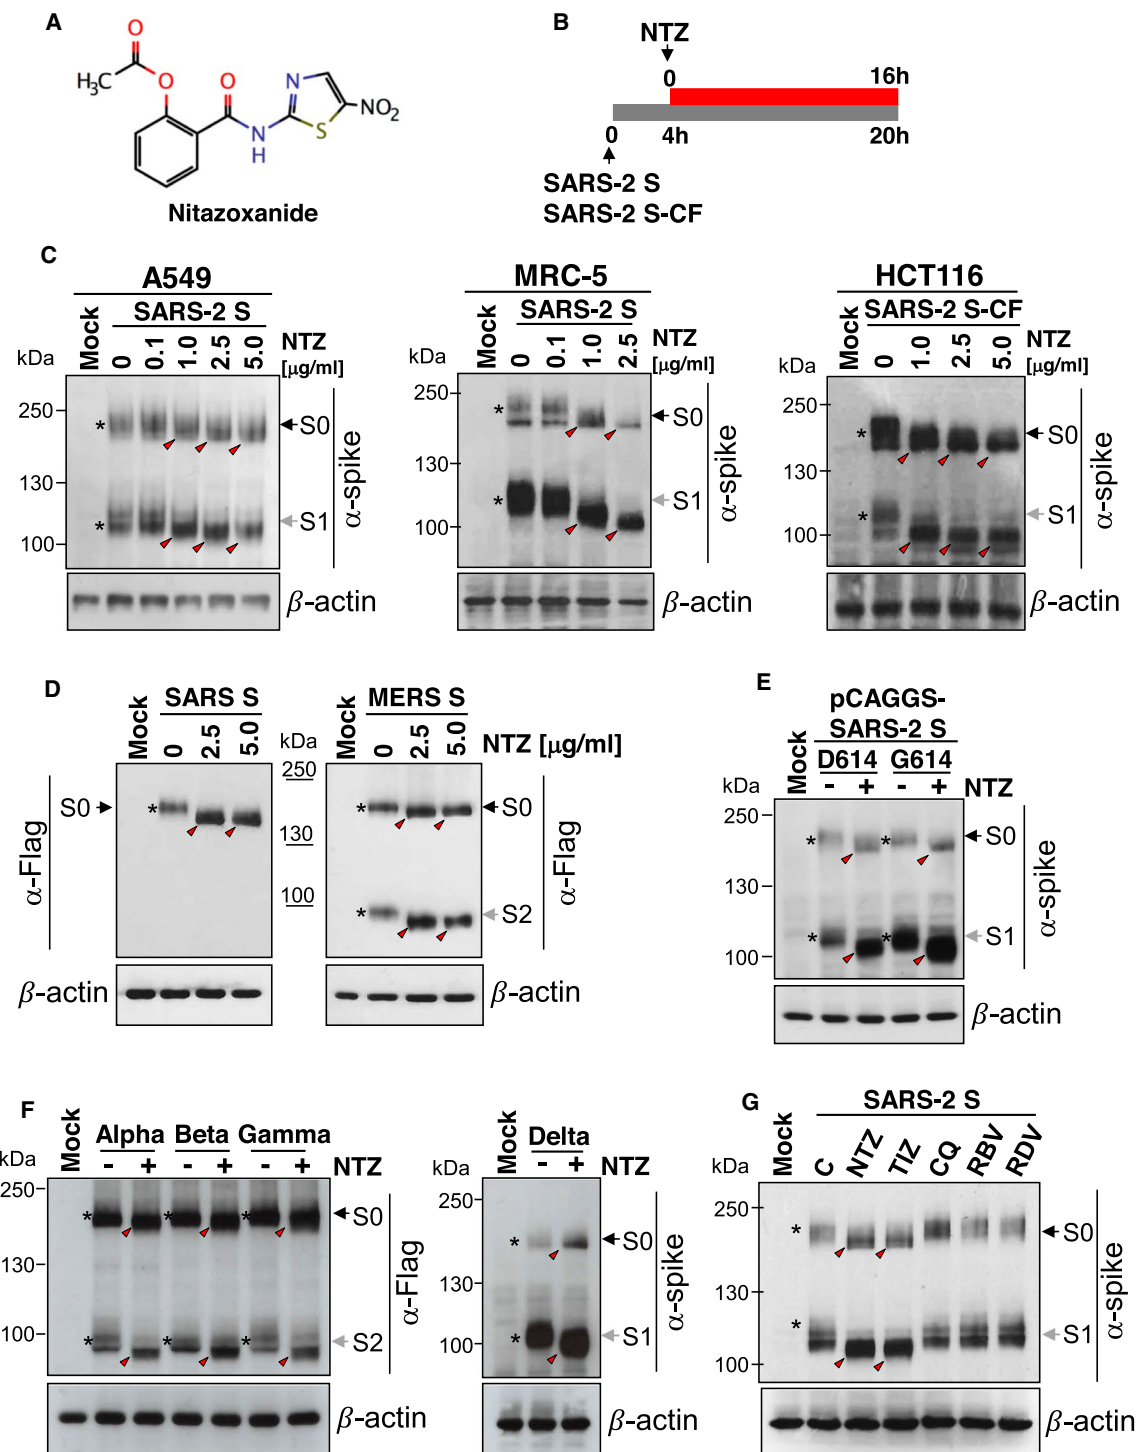 A
O
H₃C
O
O
N
H
N
S
NO₂
Nitazoxanide
B
NTZ
0 16h
0 4h 20h
SARS-2 S
SARS-2 S-CF
C
A549
Mock SARS-2 S
0 0.1 1.0 2.5 5.0 NTZ [µg/ml]
kDa
250
130
100
* *
S0
S1
α-spike
β-actin
MRC-5
Mock SARS-2 S
0 0.1 1.0 2.5 NTZ [µg/ml]
kDa
250
130
100
* *
S0
S1
α-spike
β-actin
HCT116
Mock SARS-2 S-CF
0 1.0 2.5 5.0 NTZ [µg/ml]
kDa
250
130
100
* *
S0
S1
α-spike
β-actin
D
Mock SARS S
0 2.5 5.0
α-Flag
S0
*
β-actin
kDa
250
130
100
Mock MERS S
0 2.5 5.0 NTZ [µg/ml]
* *
S0
S2
α-Flag
β-actin
E
pCAGGS-
SARS-2 S
Mock D614 G614
- + - + NTZ
kDa
250
130
100
* *
* *
S0
S1
α-spike
β-actin
F
Mock Alpha Beta Gamma
- + - + - + NTZ
kDa
250
130
100
* * *
* * *
S0
S2
α-Flag
β-actin
Mock Delta
- +
kDa
250
130
100
* *
S0
S1
α-spike
β-actin
G
SARS-2 S
Mock C NTZ TIZ CQ RBV RDV
kDa
250
130
100
* *
S0
S1
α-spike
β-actin